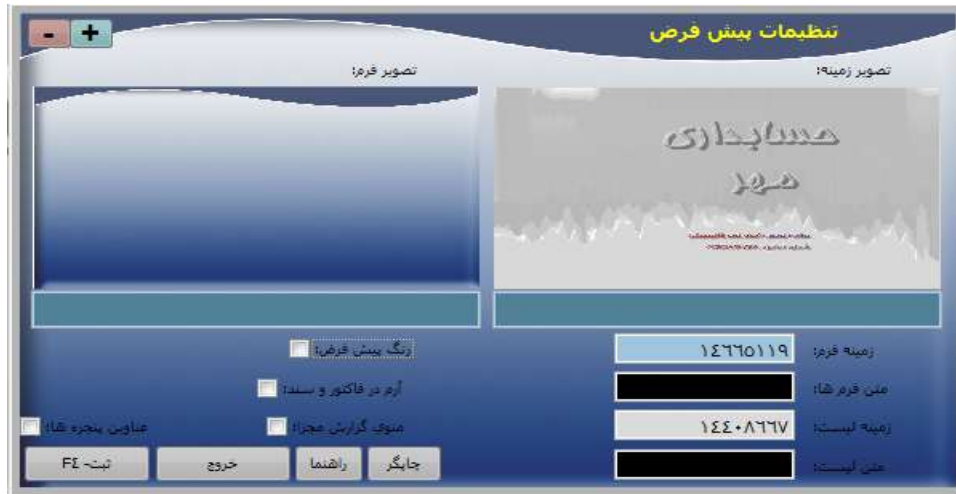 تنظیمات پیش فرض
+
-
تصویر زمینه:
تصویر فرم:
حسابداری
مهر
زمینه فرم:
١٤٦٦٥١١٩
رنگ پیش فرض:
متن فرم ها:
آرم در فاکتور و سند:
زمینه لیست:
١٤٤٠٨٦٦٧
منوی گزارش مجزا:
عناوین پنجره ها:
متن لیست:
چاپگر
راهنما
خروج
ثبت- F٤